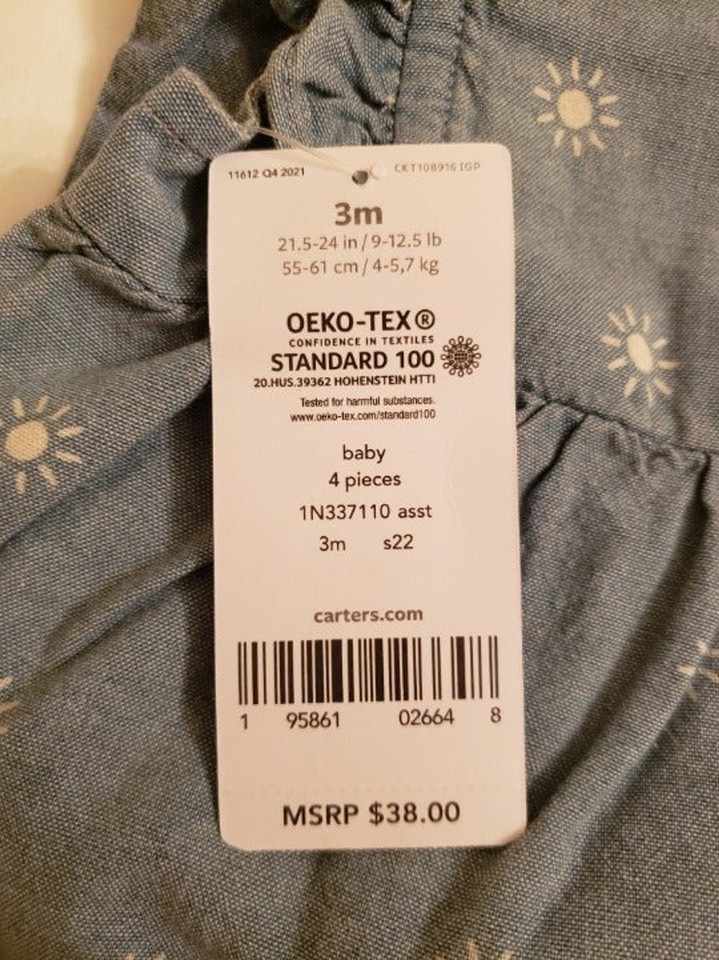 11612 Q4 2021 CKT108916 IGP
3m
21.5-24 in / 9-12.5 lb
55-61 cm / 4-5,7 kg
OEKO-TEX®
CONFIDENCE IN TEXTILES
STANDARD 100
20.HUS.39362 HOHENSTEIN HTTI
Tested for harmful substances.
www.oeko-tex.com/standard100
baby
4 pieces
1N337110 asst
3m s22
carters.com
1 95861 02664 8
MSRP $38.00